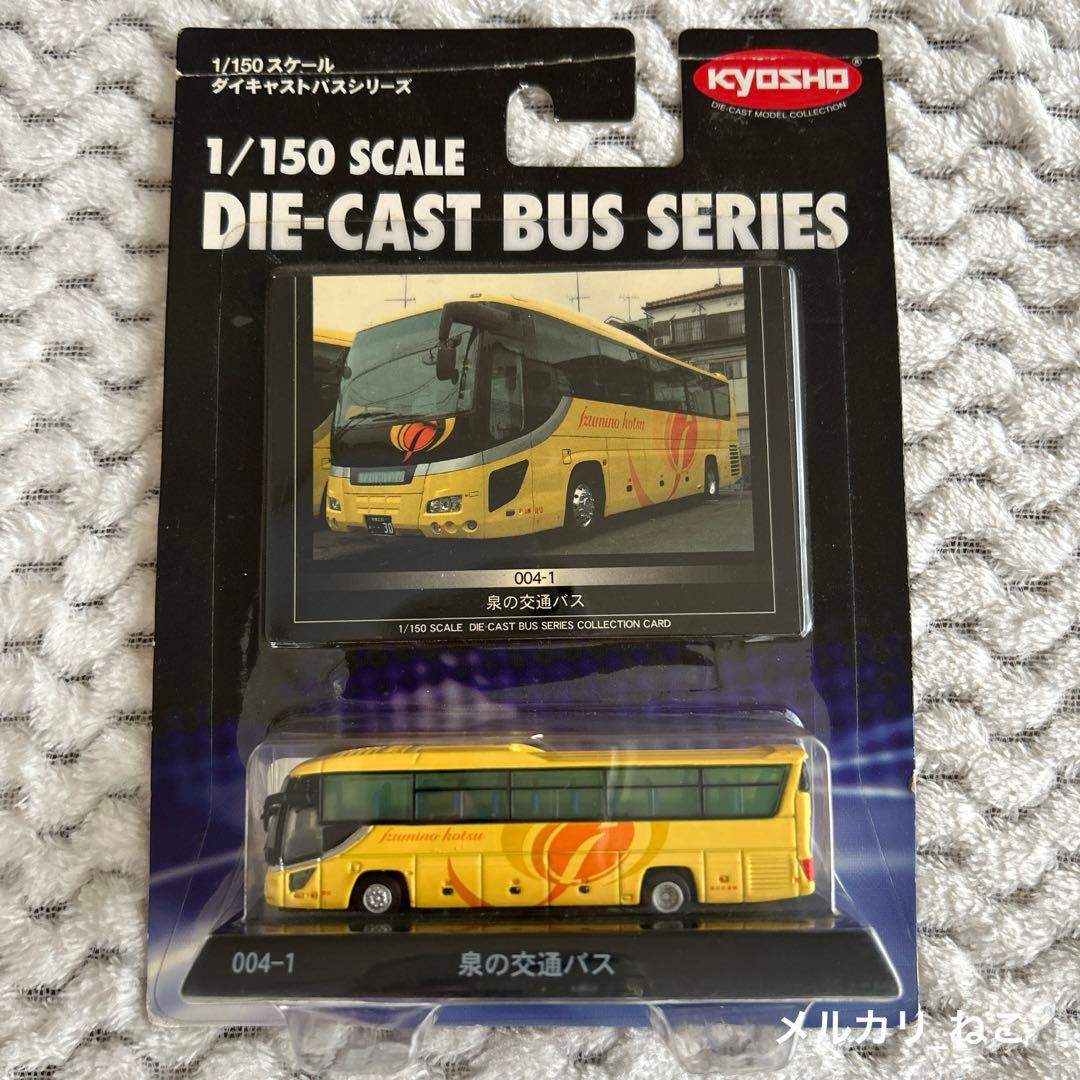 1/150 スケール
ダイキャストバスシリーズ
KYOSHO®
DIE-CAST MODEL COLLECTION
1/150 SCALE
DIE-CAST BUS SERIES
Izumino kotsu
30
004-1
泉の交通バス
1/150 SCALE DIE-CAST BUS SERIES COLLECTION CARD
Izumino kotsu
004-1
泉の交通バス
メルカリ_ねこ